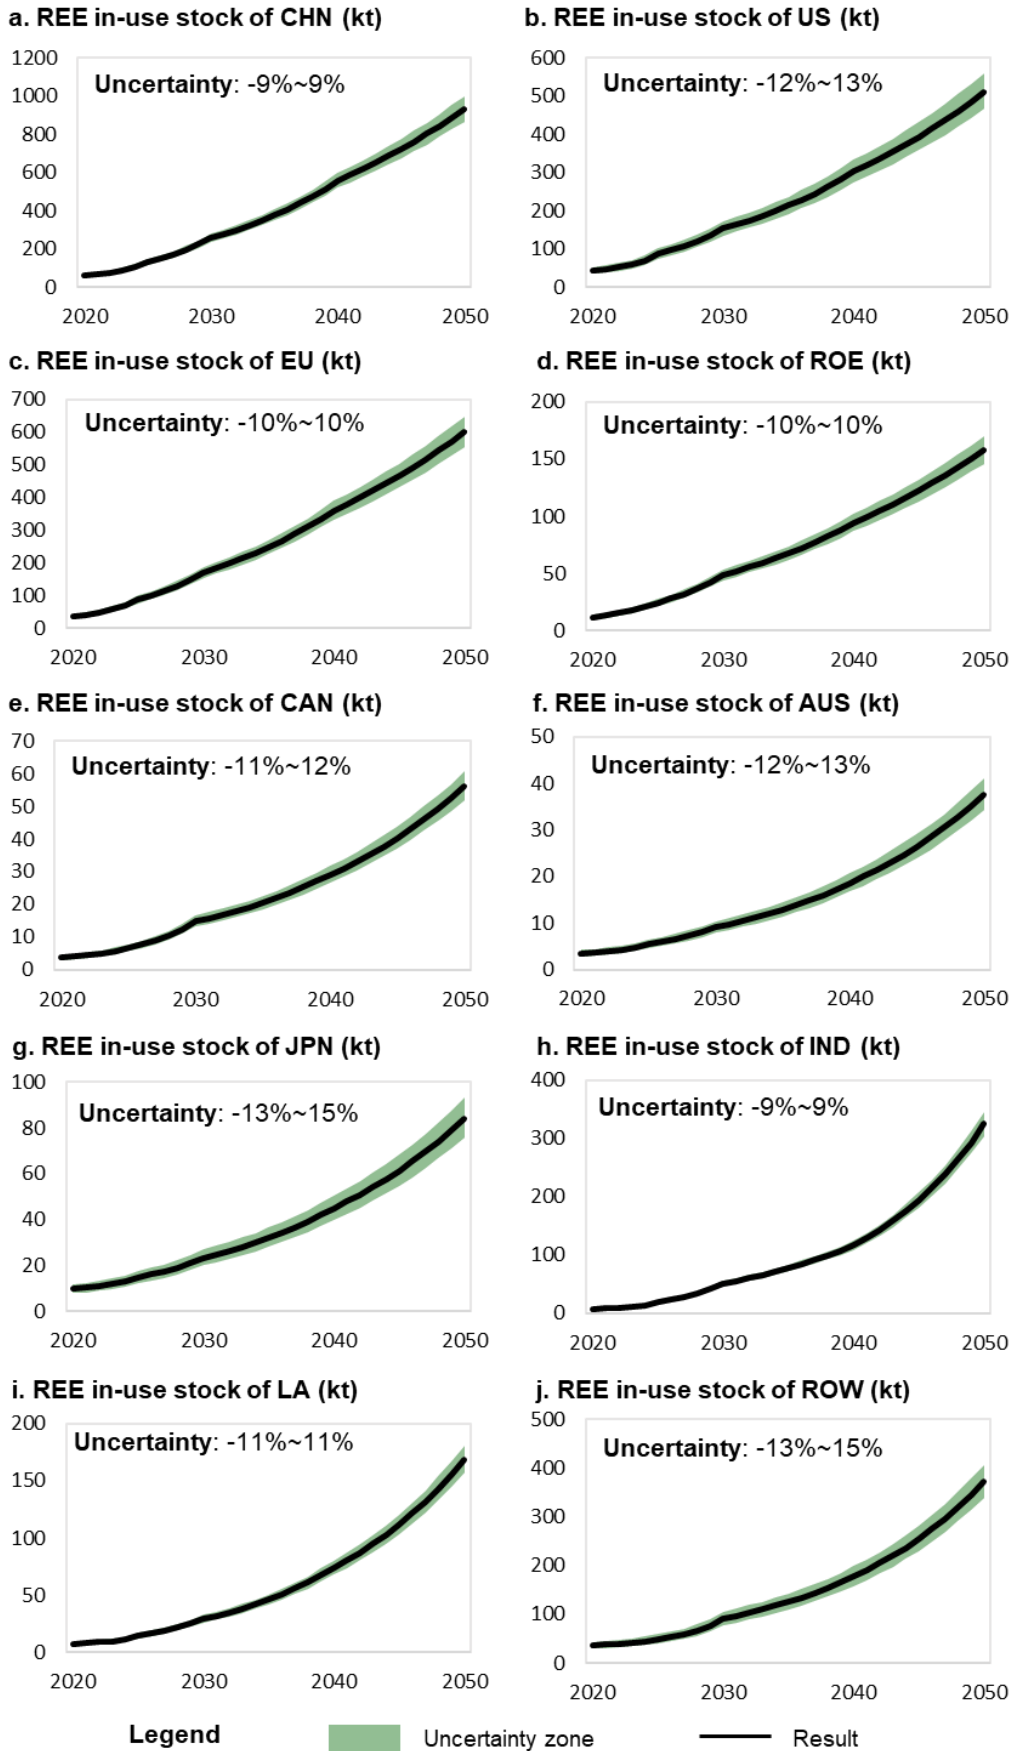 a. REE in-use stock of CHN (kt)
Uncertainty: -9%~9%
1200
1000
800
600
400
200
0
2020 2030 2040 2050
b. REE in-use stock of US (kt)
Uncertainty: -12%~13%
600
500
400
300
200
100
0
2020 2030 2040 2050
c. REE in-use stock of EU (kt)
Uncertainty: -10%~10%
700
600
500
400
300
200
100
0
2020 2030 2040 2050
d. REE in-use stock of ROE (kt)
Uncertainty: -10%~10%
200
150
100
50
0
2020 2030 2040 2050
e. REE in-use stock of CAN (kt)
Uncertainty: -11%~12%
70
60
50
40
30
20
10
0
2020 2030 2040 2050
f. REE in-use stock of AUS (kt)
Uncertainty: -12%~13%
50
40
30
20
10
0
2020 2030 2040 2050
g. REE in-use stock of JPN (kt)
Uncertainty: -13%~15%
100
80
60
40
20
0
2020 2030 2040 2050
h. REE in-use stock of IND (kt)
Uncertainty: -9%~9%
400
300
200
100
0
2020 2030 2040 2050
i. REE in-use stock of LA (kt)
Uncertainty: -11%~11%
200
150
100
50
0
2020 2030 2040 2050
j. REE in-use stock of ROW (kt)
Uncertainty: -13%~15%
500
400
300
200
100
0
2020 2030 2040 2050
Legend Uncertainty zone Result